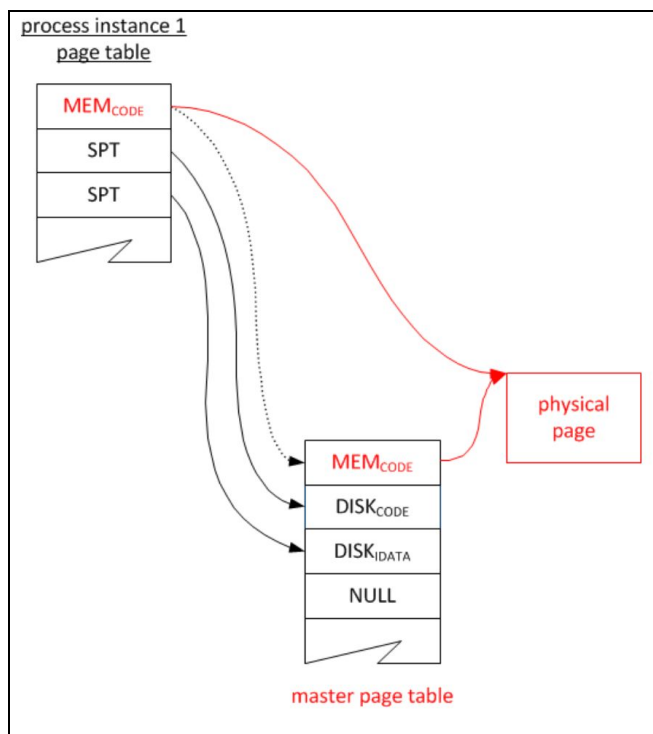 process instance 1
page table
MEMCODE
SPT
SPT
physical
page
MEMCODE
DISKCODE
DISKIDATA
NULL
master page table